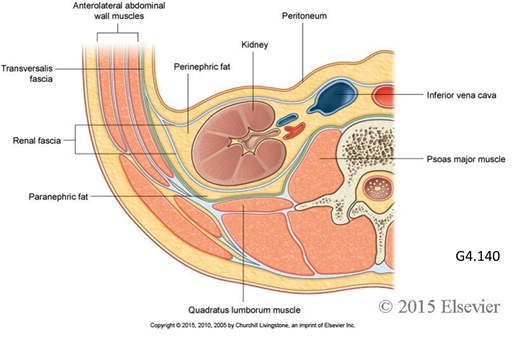 Anterolateral abdominal
wall muscles
Peritoneum
Kidney
Transversalis
fascia
Perinephric fat
Inferior vena cava
Renal fascia
Psoas major muscle
Paranephric fat
G4.140
Quadratus lumborum muscle
© 2015 Elsevier
Copyright © 2015, 2010, 2005 by Churchill Livingstone, an imprint of Elsevier Inc.